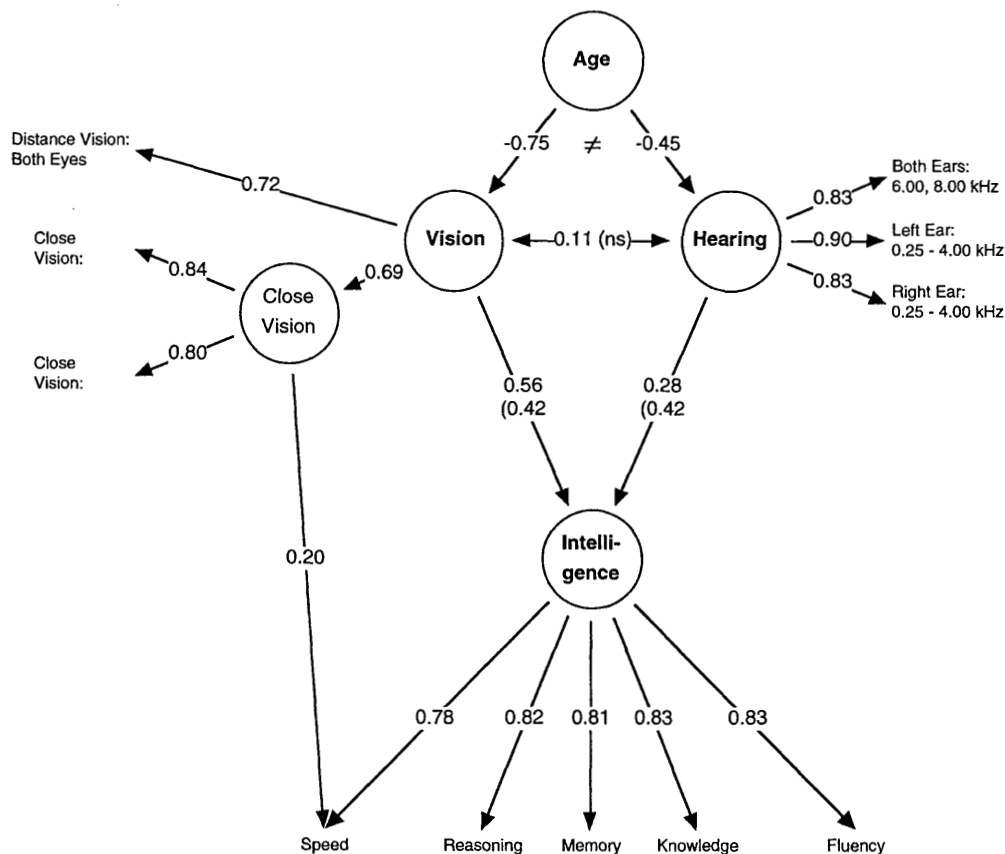 Age
-0.75 ≠ -0.45
Distance Vision:
Both Eyes
0.72
Both Ears:
6.00, 8.00 kHz
0.83
Close
Vision:
0.84
Vision
0.11 (ns)
Hearing
0.90
Left Ear:
0.25 - 4.00 kHz
0.69
0.83
Right Ear:
0.25 - 4.00 kHz
Close
Vision
0.80
Close
Vision:
0.56
(0.42
0.28
(0.42
0.20
Intelli-
gence
0.78
0.82
0.81
0.83
0.83
Speed
Reasoning
Memory
Knowledge
Fluency